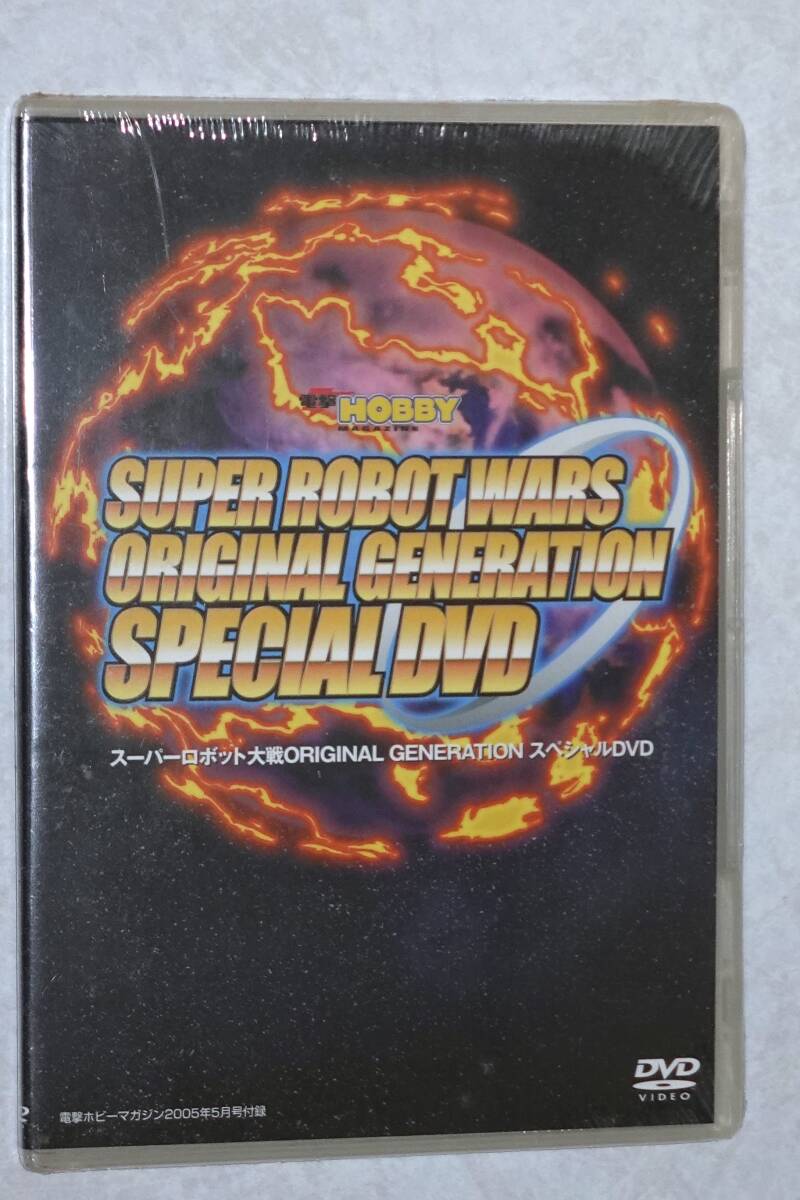 電撃HOBBY
MAGAZINE
SUPER ROBOT WARS
ORIGINAL GENERATION
SPECIAL DVD
スーパーロボット大戦ORIGINAL GENERATION スペシャルDVD
DVD
VIDEO
電撃ホビーマガジン2005年5月号付録